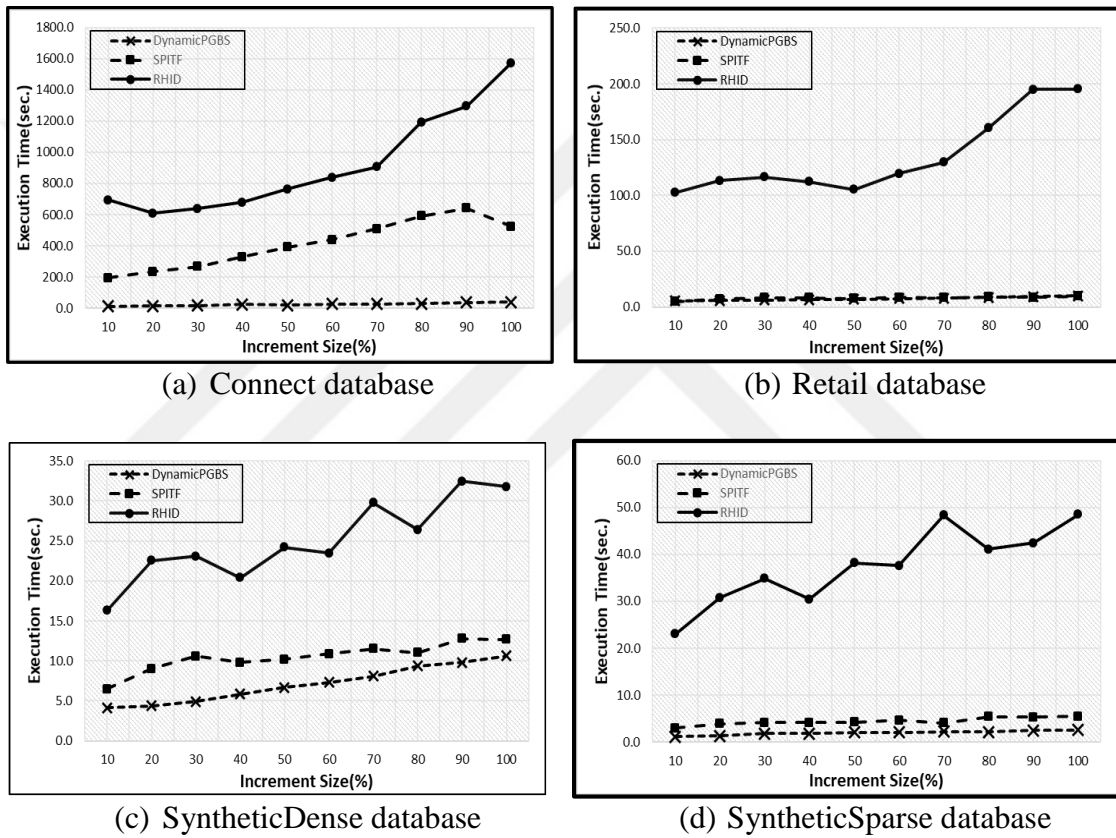 1800.0
1600.0
1400.0
1200.0
1000.0
800.0
600.0
400.0
200.0
0.0
Execution Time(sec.)
DynamicPGBS
SPITF
RHID
10 20 30 40 50 60 70 80 90 100
Increment Size(%)
(a) Connect database
250.0
200.0
150.0
100.0
50.0
0.0
Execution Time(sec.)
DynamicPGBS
SPITF
RHID
10 20 30 40 50 60 70 80 90 100
Increment Size(%)
(b) Retail database
35.0
30.0
25.0
20.0
15.0
10.0
5.0
0.0
Execution Time(sec.)
DynamicPGBS
SPITF
RHID
10 20 30 40 50 60 70 80 90 100
Increment Size(%)
(c) SyntheticDense database
60.0
50.0
40.0
30.0
20.0
10.0
0.0
Execution Time(sec.)
DynamicPGBS
SPITF
RHID
10 20 30 40 50 60 70 80 90 100
Increment Size(%)
(d) SyntheticSparse database